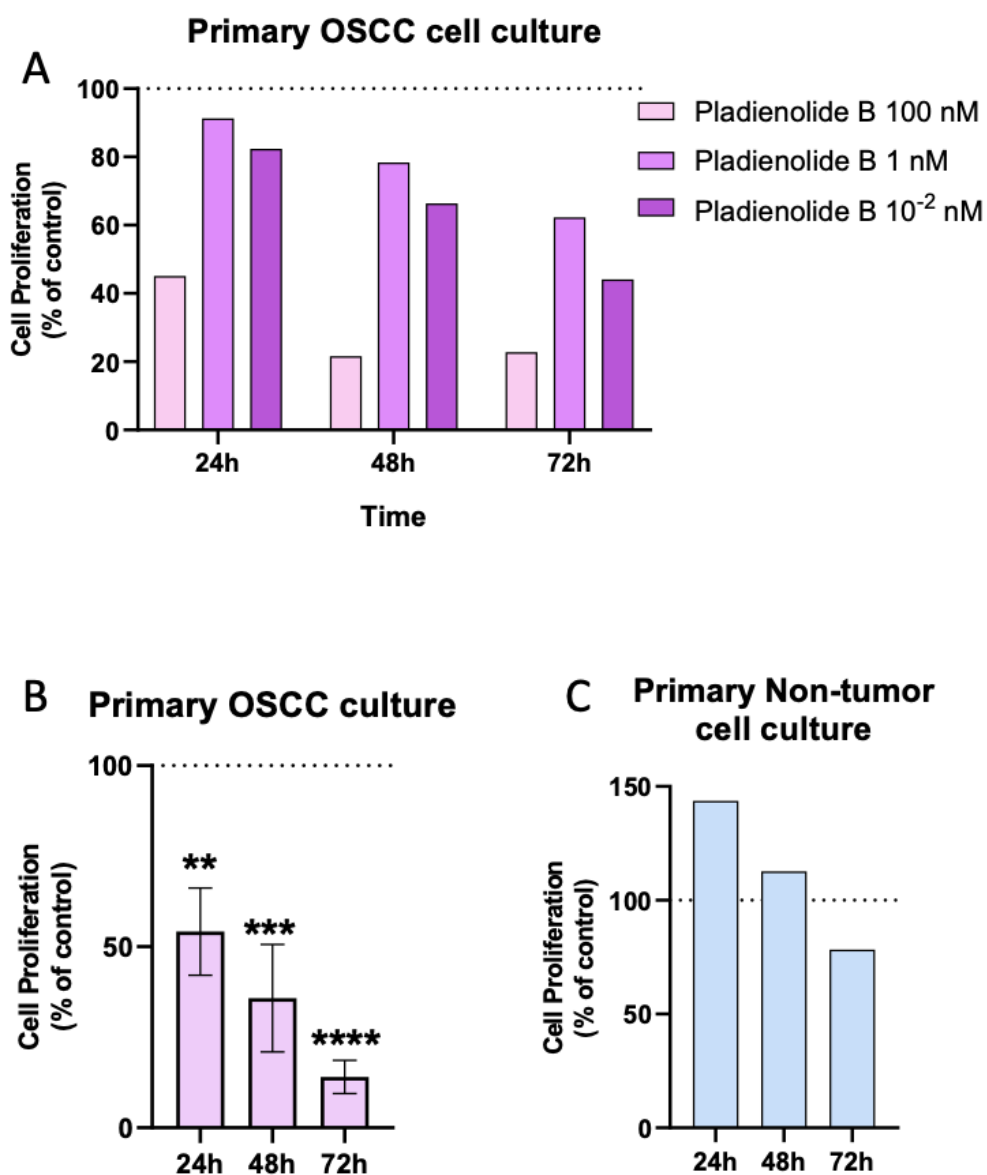 Primary OSCC cell culture
A
100
80
60
40
20
0
Cell Proliferation
(% of control)
24h 48h 72h
Time
Pladienolide B 100 nM
Pladienolide B 1 nM
Pladienolide B 10⁻² nM
B
Primary OSCC culture
100
50
0
Cell Proliferation
(% of control)
**
***
****
24h 48h 72h
C
Primary Non-tumor
cell culture
150
100
50
0
Cell Proliferation
(% of control)
24h 48h 72h